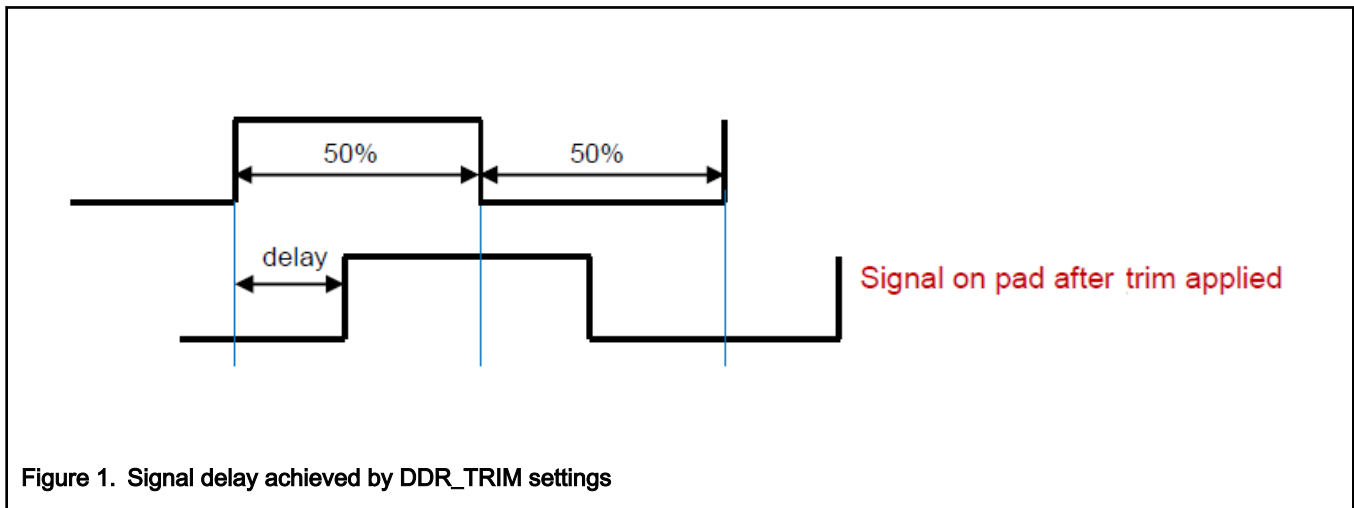 50% 50%
delay
Signal on pad after trim applied
Figure 1. Signal delay achieved by DDR_TRIM settings